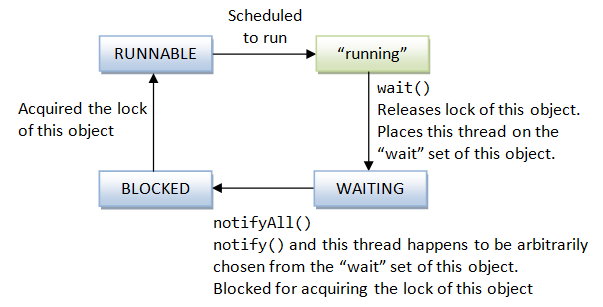 Scheduled
to run
RUNNABLE
“running”
wait()
Releases lock of this object.
Places this thread on the
“wait” set of this object.
Acquired the lock
of this object
BLOCKED
WAITING
notifyAll()
notify() and this thread happens to be arbitrarily
chosen from the “wait” set of this object.
Blocked for acquiring the lock of this object